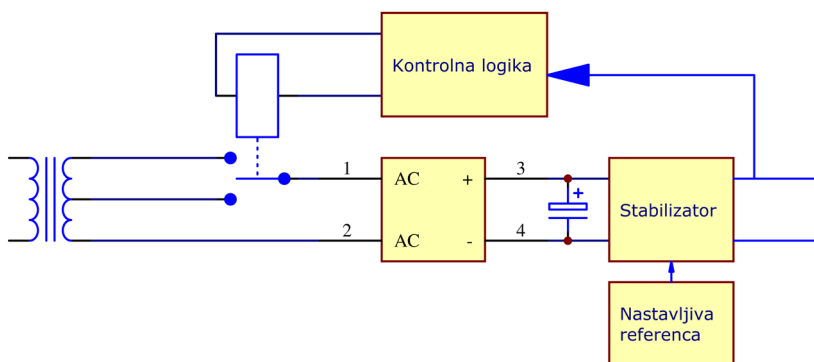 Kontrolna logika
1
AC
+
3
+
Stabilizator
2
AC
-
4
Nastavljiva
referenca